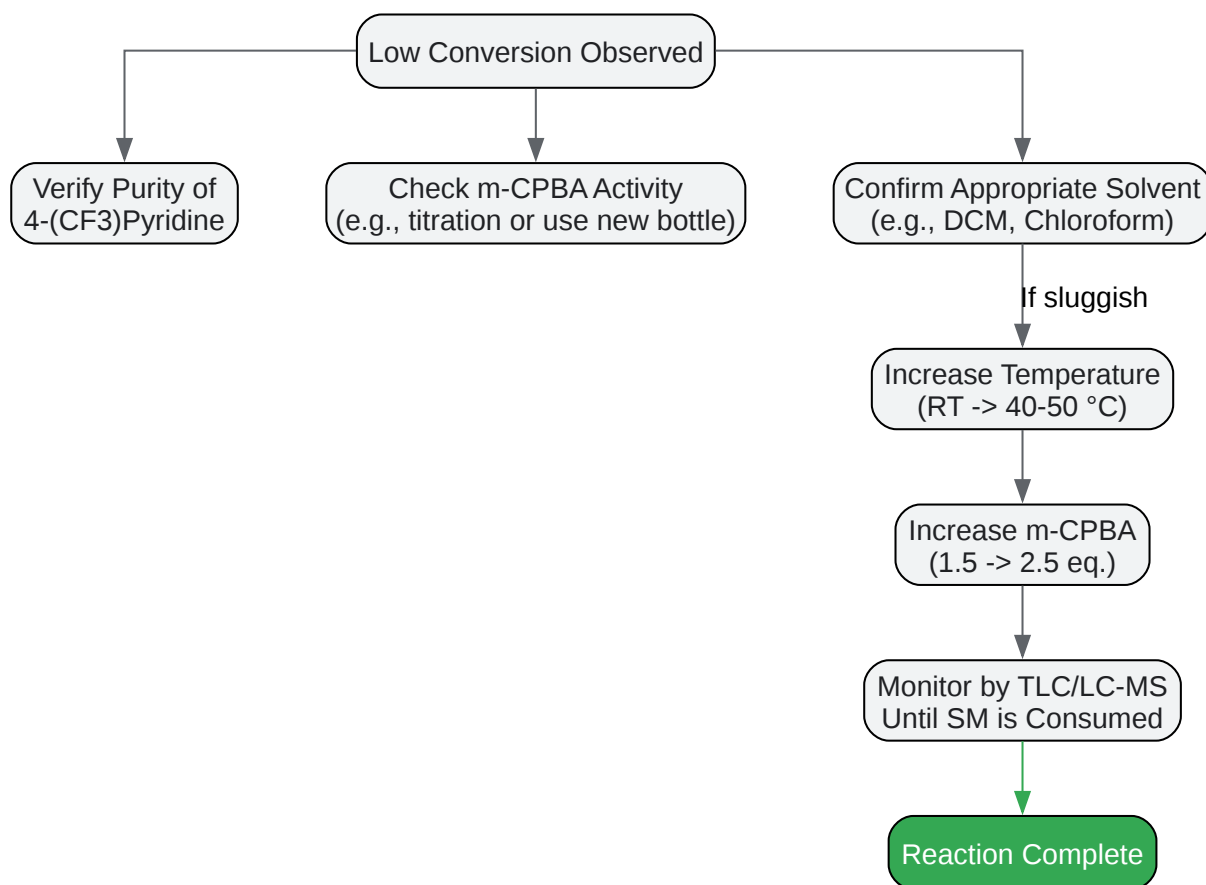 Low Conversion Observed
Verify Purity of
4-(CF3)Pyridine
Check m-CPBA Activity
(e.g., titration or use new bottle)
Confirm Appropriate Solvent
(e.g., DCM, Chloroform)
If sluggish
Increase Temperature
(RT -> 40-50 °C)
Increase m-CPBA
(1.5 -> 2.5 eq.)
Monitor by TLC/LC-MS
Until SM is Consumed
Reaction Complete